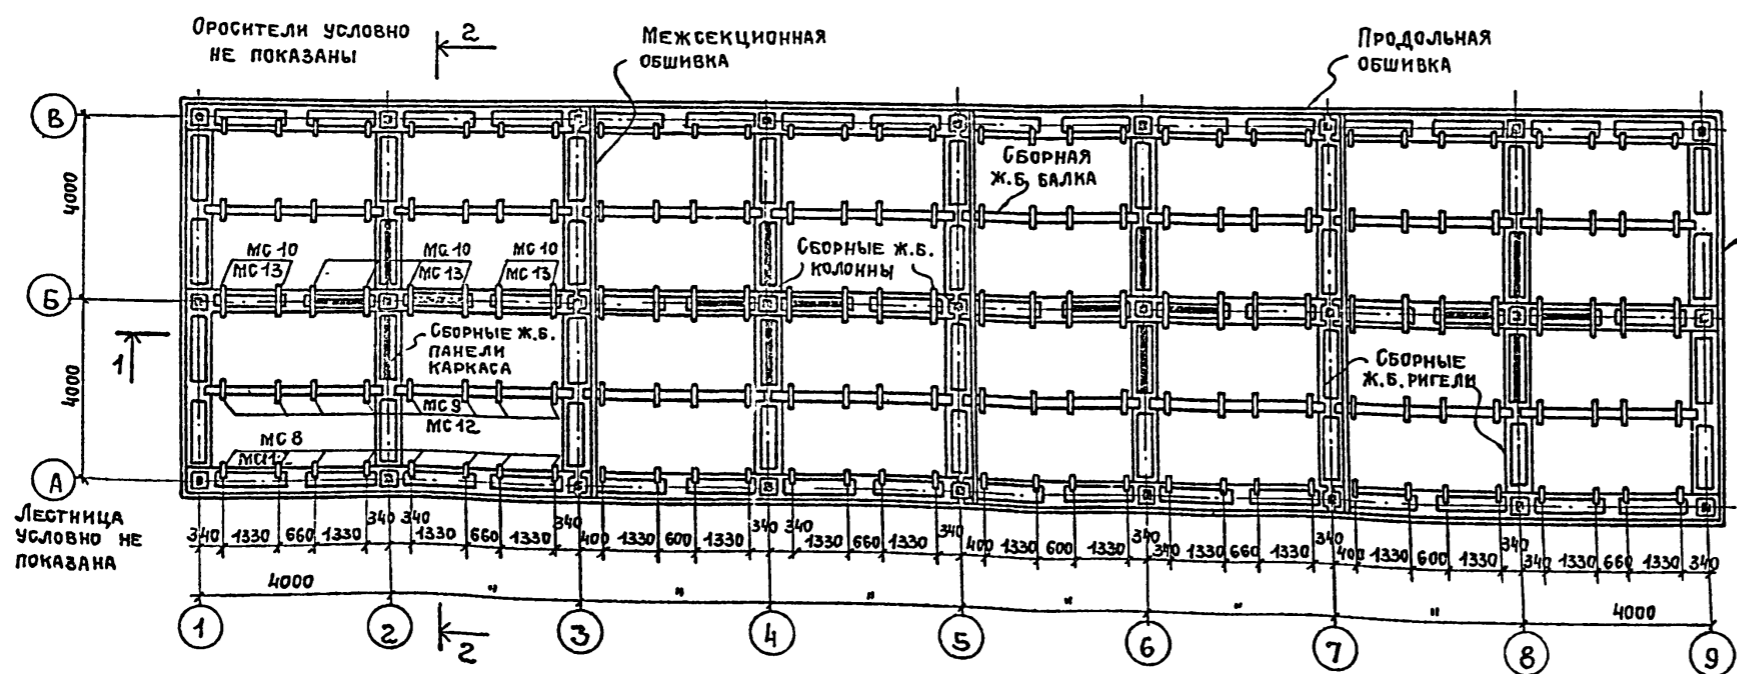 Оросители условно
не показаны
2
Межсекционная
обшивка
Продольная
обшивка
В
4000
Сборная
ж.б. балка
МС 10
МС 13
МС 10
МС 13
МС 10
МС 13
Сборные ж.б.
колонны
Б
1
Сборные ж.б.
панели
каркаса
Сборные
ж.б. ригели
4000
МС 9
МС 12
МС 8
А
Лестница
условно не
показана
340 1330 660 1330 340 340 1330 660 1330 340 400 1330 600 1330 340 340 1330 660 1330 340 400 1330 600 1330 340 340 1330 660 1330 340 400 1330 600 1330 340 340 1330 660 1330 340
4000 " " " " " " 4000
1 2 3 4 5 6 7 8 9
2